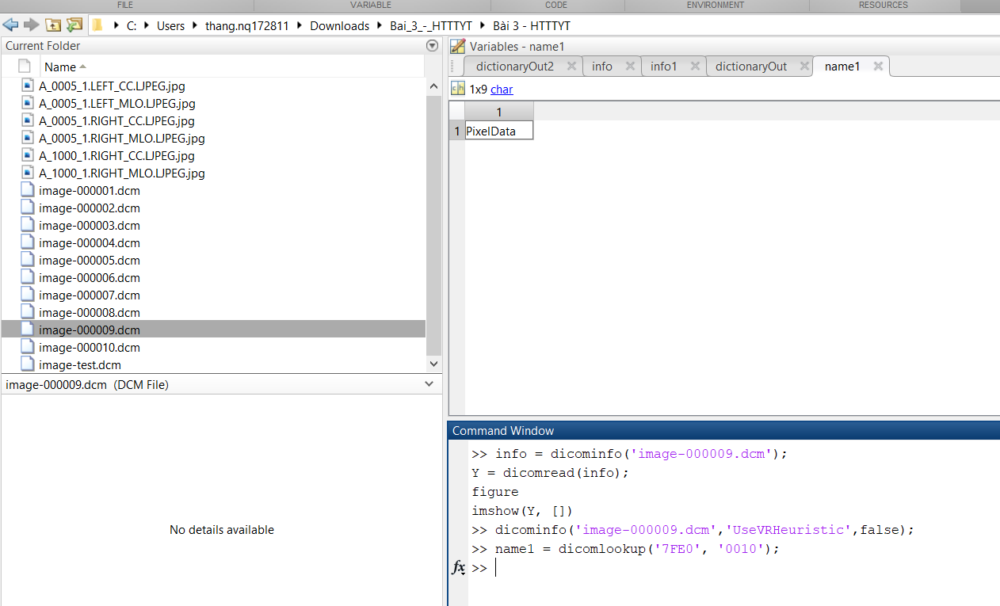 FILE VARIABLE CODE ENVIRONMENT RESOURCES
C: Users thang.nq172811 Downloads Bai_3_-_HTTTYT Bài 3 - HTTTYT
Current Folder
Name
A_0005_1.LEFT_CC.LJPEG.jpg
A_0005_1.LEFT_MLO.LJPEG.jpg
A_0005_1.RIGHT_CC.LJPEG.jpg
A_0005_1.RIGHT_MLO.LJPEG.jpg
A_1000_1.RIGHT_CC.LJPEG.jpg
A_1000_1.RIGHT_MLO.LJPEG.jpg
image-000001.dcm
image-000002.dcm
image-000003.dcm
image-000004.dcm
image-000005.dcm
image-000006.dcm
image-000007.dcm
image-000008.dcm
image-000009.dcm
image-000010.dcm
image-test.dcm
image-000009.dcm (DCM File)
No details available
Variables - name1
dictionaryOut2 info info1 dictionaryOut name1
ch 1x9 char
1
1 PixelData
Command Window
>> info = dicominfo('image-000009.dcm');
Y = dicomread(info);
figure
imshow(Y, [])
>> dicominfo('image-000009.dcm','UseVRHeuristic',false);
>> name1 = dicomlookup('7FE0', '0010');
fx >>